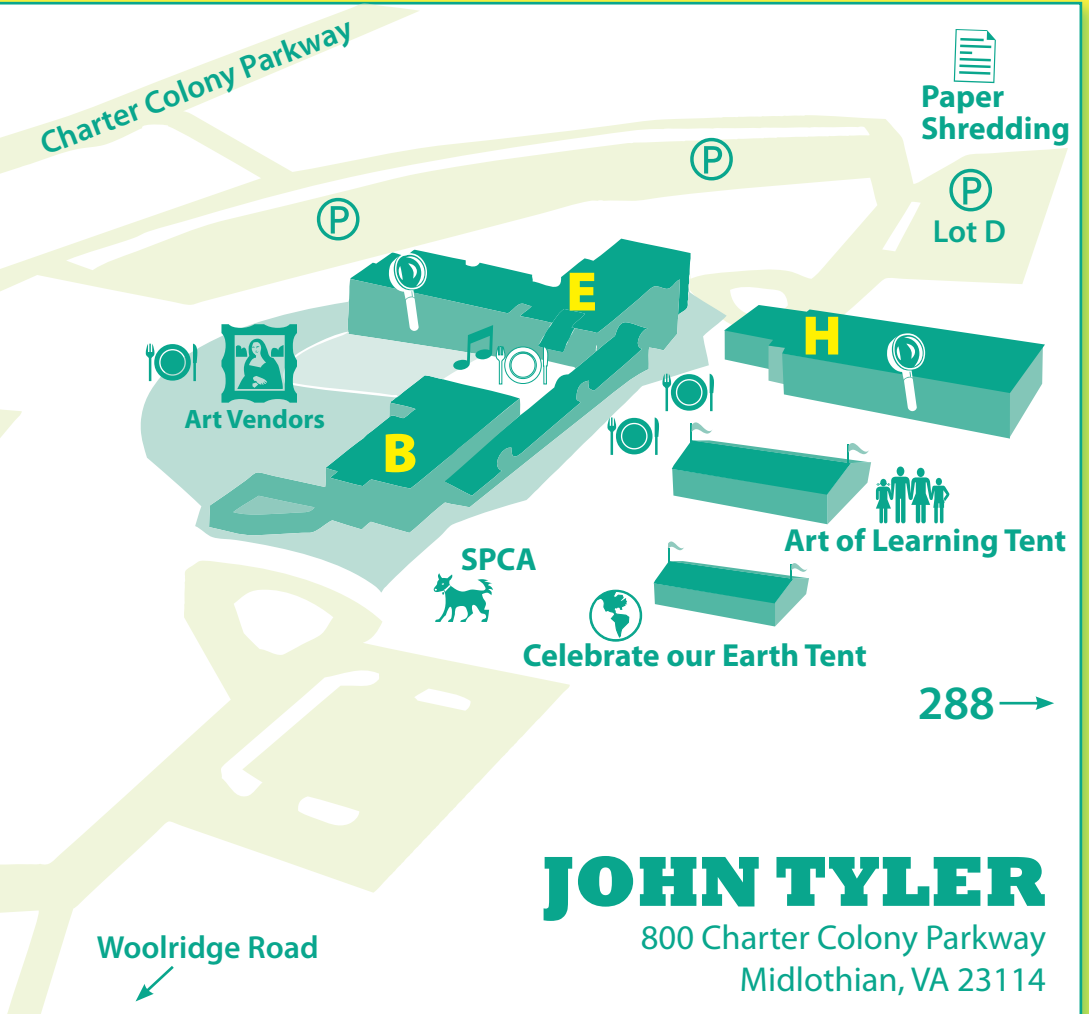 Charter Colony Parkway
Paper
Shredding
P
P
P
Lot D
E
H
Art Vendors
B
Art of Learning Tent
SPCA
Celebrate our Earth Tent
288
JOHN TYLER
800 Charter Colony Parkway
Midlothian, VA 23114
Woolridge Road